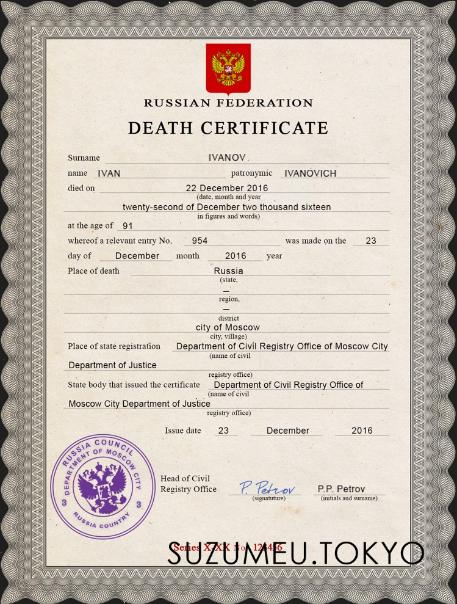 RUSSIAN FEDERATION
DEATH CERTIFICATE
Surname IVANOV.
name IVAN patronymic IVANOVICH
died on 22 December 2016
(date, month and year
twenty-second of December two thousand sixteen
in figures and words)
at the age of 91
whereof a relevant entry No. 954 was made on the 23
day of December month 2016 year
Place of death Russia
(state,
—
region,
—
district
city of Moscow
city, village)
Place of state registration Department of Civil Registry Office of Moscow City
(name of civil
Department of Justice
registry office)
State body that issued the certificate Department of Civil Registry Office of
(name of civil
Moscow City Department of Justice
registry office)
Issue date 23 December 2016
RUSSIA COUNCIL
DEPARTMENT OF MOSCOW CITY
3 3
RUSSIA COUNTRY
Head of Civil
Registry Office P. Petrov P.P. Petrov
(signature) (initials and surname)
Series X-XX
SUZUMEU.TOKYO